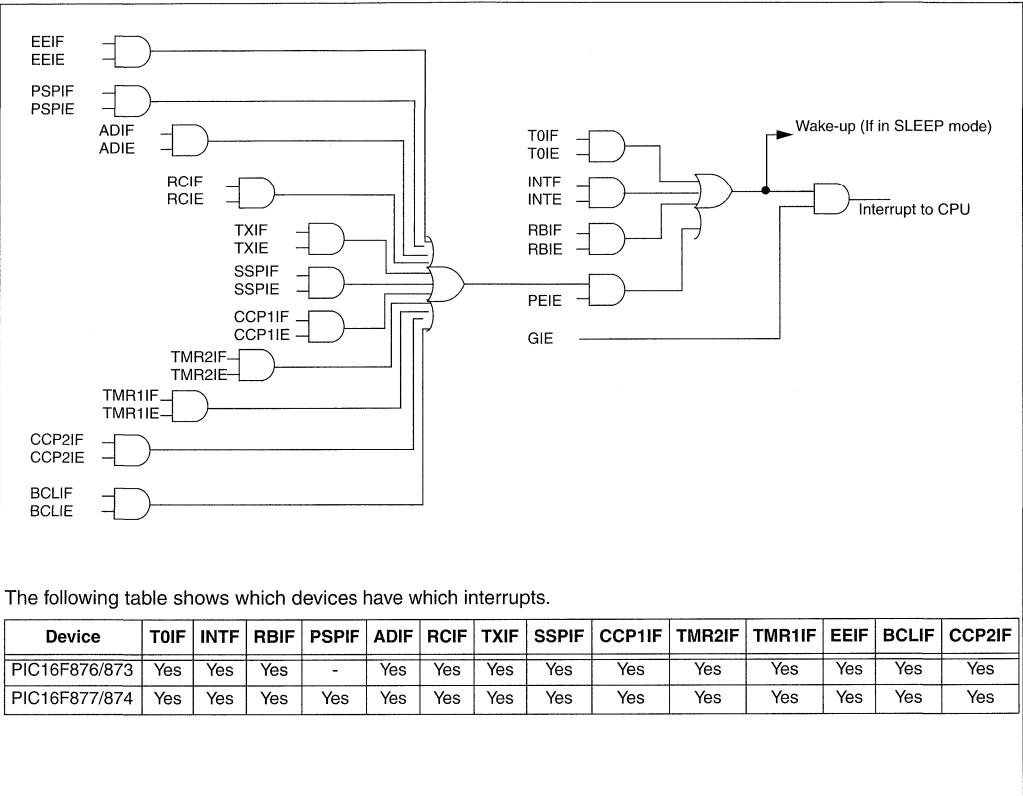 EEIF
EEIE
PSPIF
PSPIE
ADIF
ADIE
RCIF
RCIE
TXIF
TXIE
SSPIF
SSPIE
CCP1IF
CCP1IE
TMR2IF
TMR2IE
TMR1IF
TMR1IE
CCP2IF
CCP2IE
BCLIF
BCLIE
T0IF
T0IE
INTF
INTE
RBIF
RBIE
PEIE
GIE
Wake-up (If in SLEEP mode)
Interrupt to CPU
The following table shows which devices have which interrupts.
Device T0IF INTF RBIF PSPIF ADIF RCIF TXIF SSPIF CCP1IF TMR2IF TMR1IF EEIF BCLIF CCP2IF
PIC16F876/873 Yes Yes Yes - Yes Yes Yes Yes Yes Yes Yes Yes Yes Yes
PIC16F877/874 Yes Yes Yes Yes Yes Yes Yes Yes Yes Yes Yes Yes Yes Yes